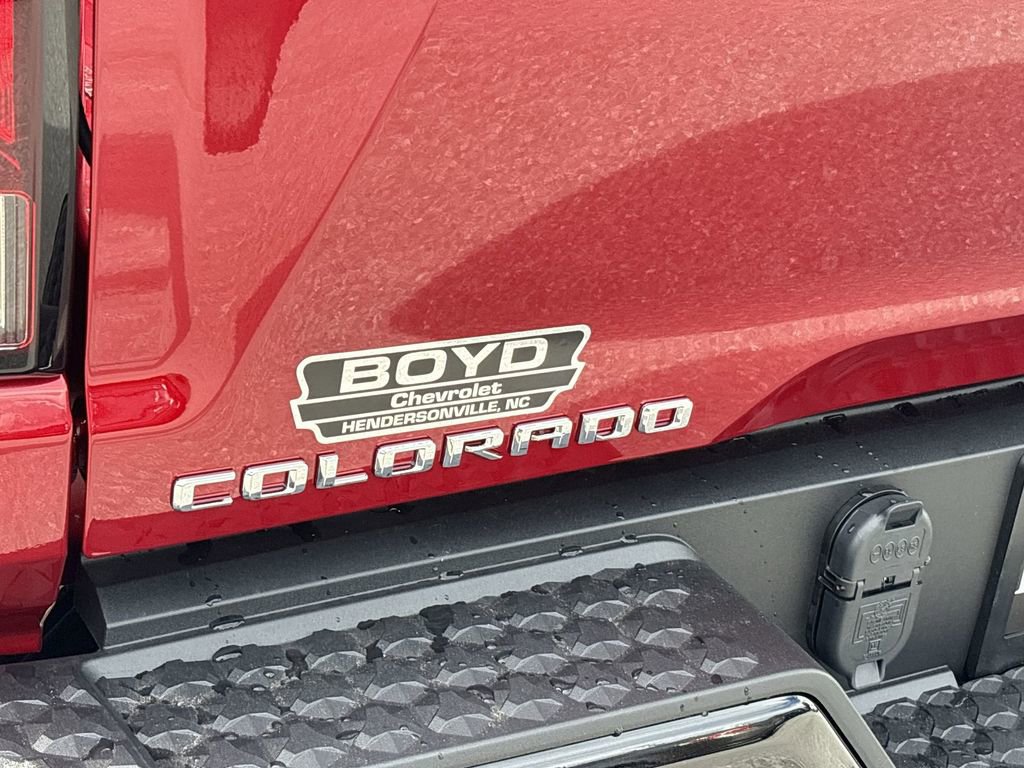 BOYD
Chevrolet
HENDERSONVILLE, NC
COLORADO